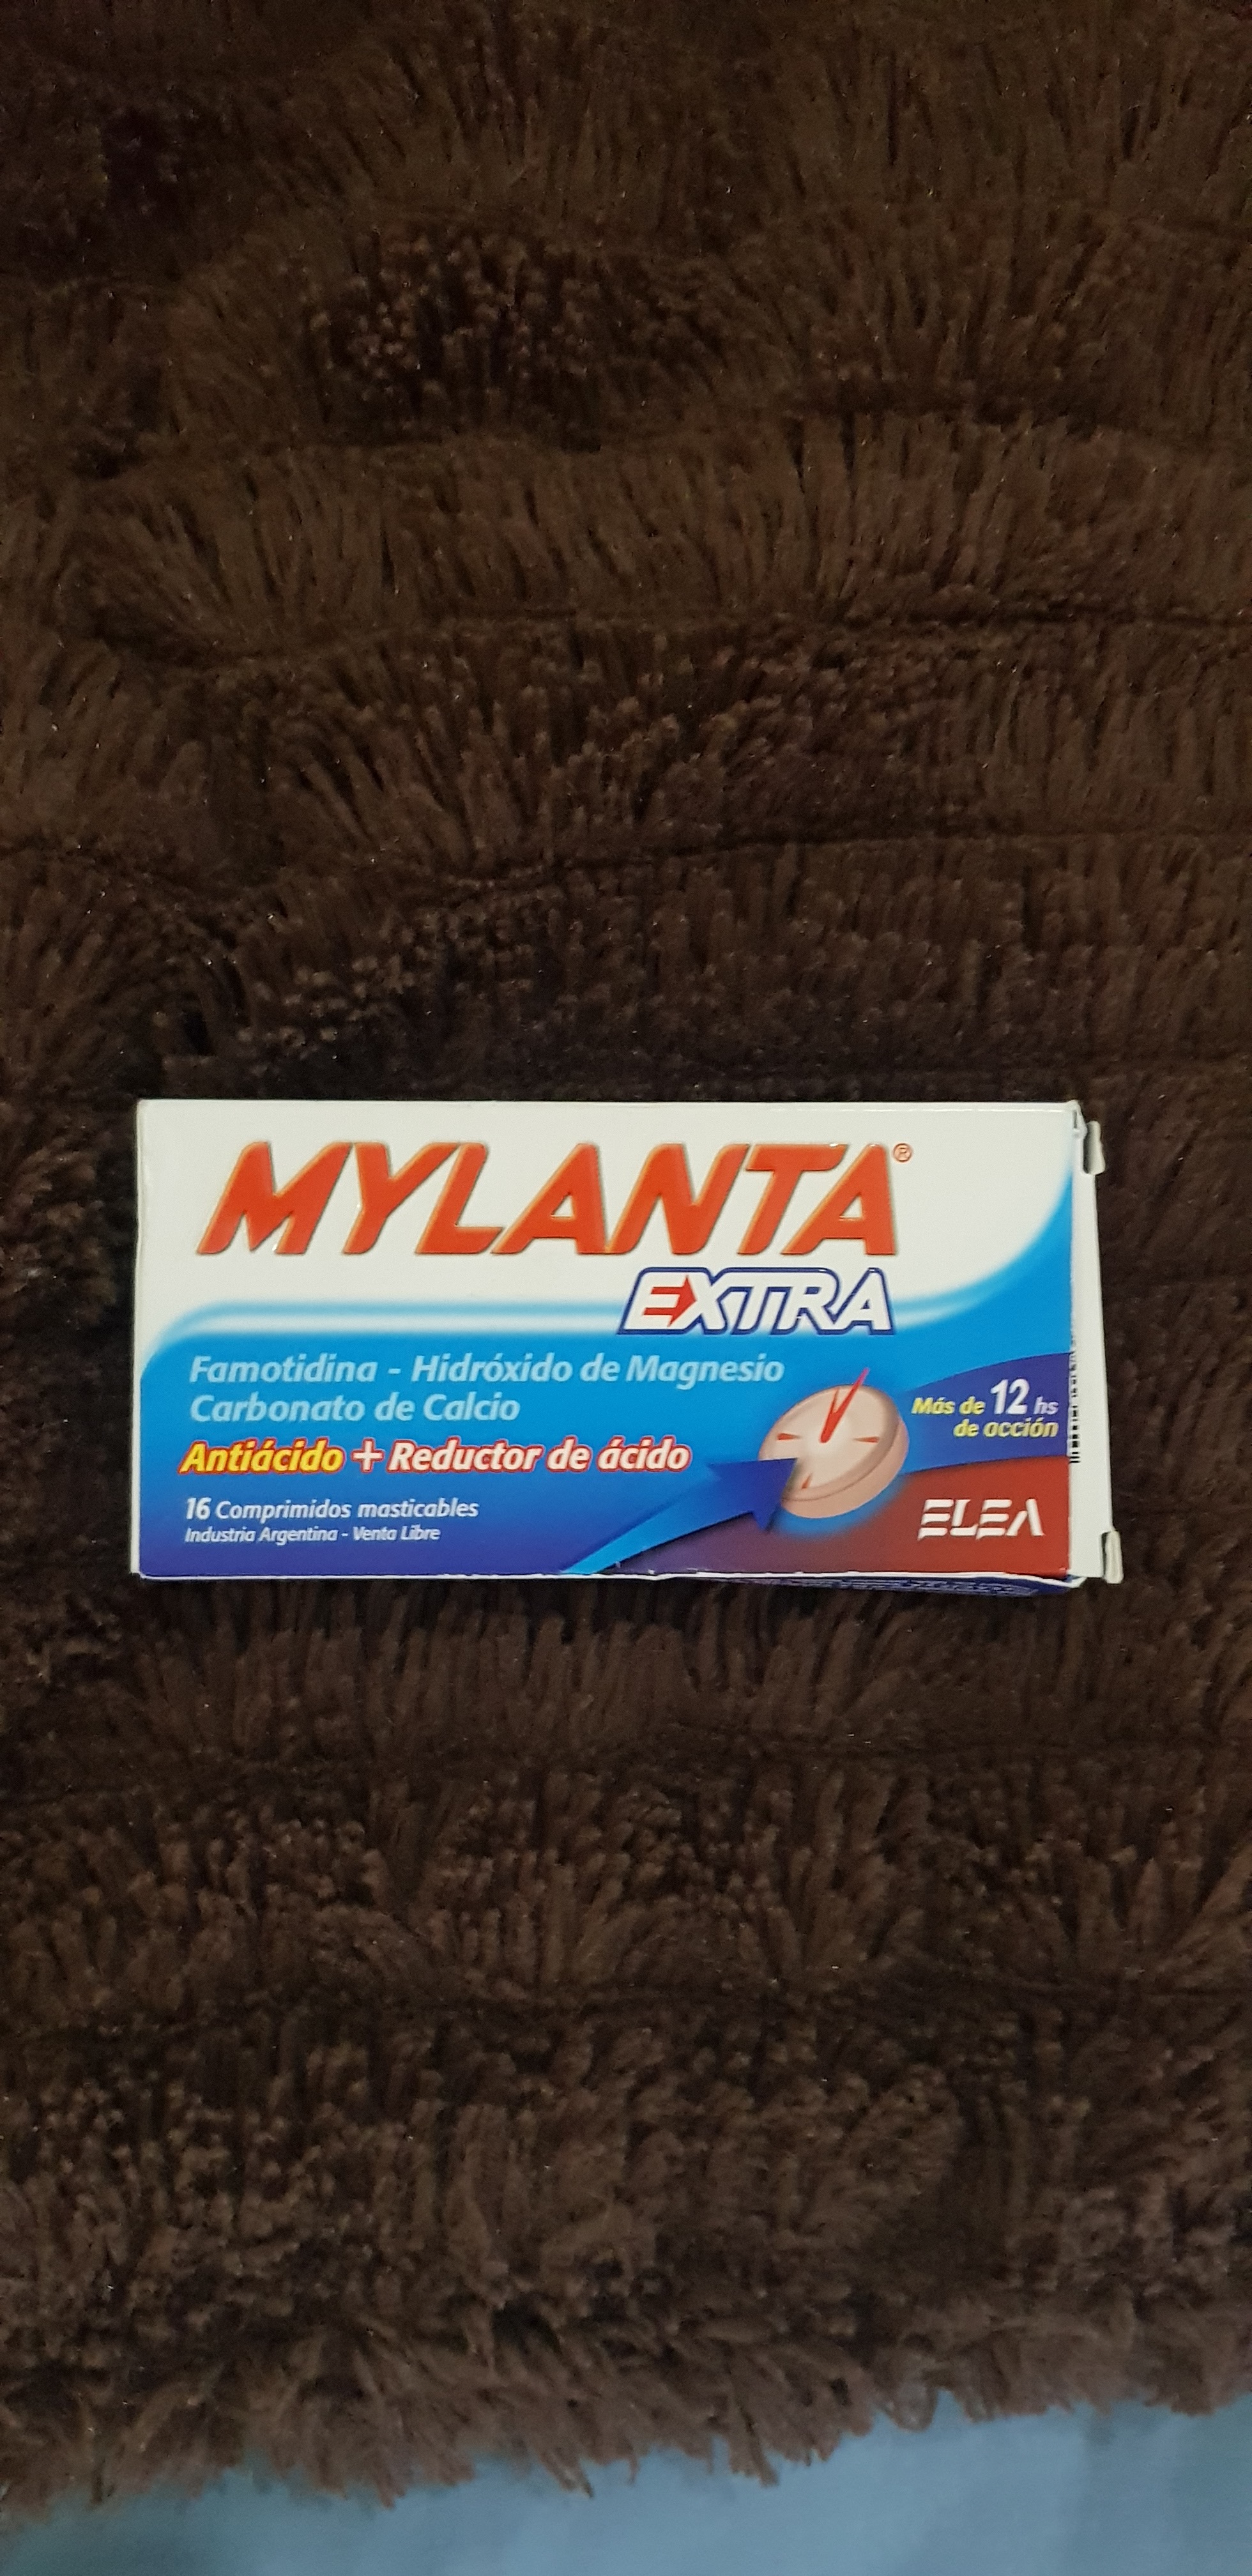 MYLANTA®
EXTRA
Famotidina - Hidróxido de Magnesio
Carbonato de Calcio
Antiácido + Reductor de ácido
16 Comprimidos masticables
Industria Argentina - Venta Libre
Más de 12 hs
de acción
ELEA